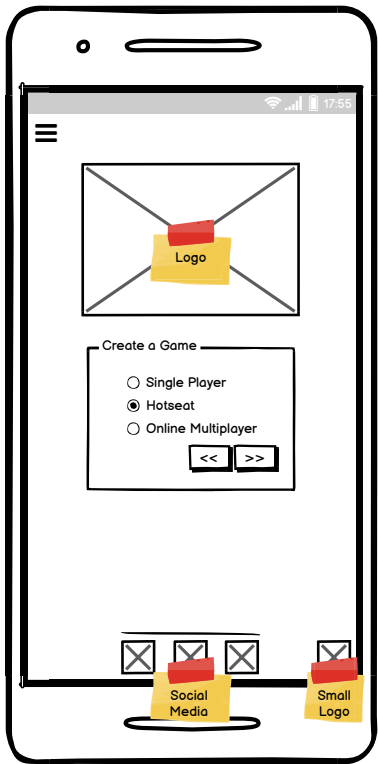 17:55
Logo
Create a Game
Single Player
Hotseat
Online Multiplayer
<< >>
Social
Media
Small
Logo